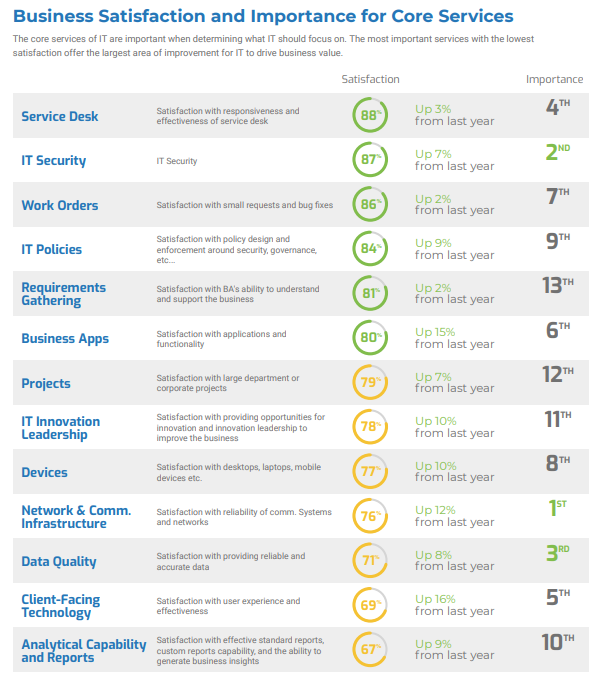 Business Satisfaction and Importance for Core Services
The core services of IT are important when determining what IT should focus on. The most important services with the lowest
satisfaction offer the largest area of improvement for IT to drive business value.
Satisfaction
Importance
Service Desk
Satisfaction with responsiveness and
effectiveness of service desk
88%
Up 3%
from last year
4TH
IT Security
IT Security
87%
Up 7%
from last year
2ND
Work Orders
Satisfaction with small requests and bug fixes
86%
Up 2%
from last year
7TH
IT Policies
Satisfaction with policy design and
enforcement around security, governance,
etc...
84%
Up 9%
from last year
9TH
Requirements
Gathering
Satisfaction with BA's ability to understand
and support the business
81%
Up 2%
from last year
13TH
Business Apps
Satisfaction with applications and
functionality
80%
Up 15%
from last year
6TH
Projects
Satisfaction with large department or
corporate projects
79%
Up 7%
from last year
12TH
IT Innovation
Leadership
Satisfaction with providing opportunities for
innovation and innovation leadership to
improve the business
78%
Up 10%
from last year
11TH
Devices
Satisfaction with desktops, laptops, mobile
devices etc.
77%
Up 10%
from last year
8TH
Network & Comm.
Infrastructure
Satisfaction with reliability of comm. Systems
and networks
76%
Up 12%
from last year
1ST
Data Quality
Satisfaction with providing reliable and
accurate data
71%
Up 8%
from last year
3RD
Client-Facing
Technology
Satisfaction with user experience and
effectiveness
69%
Up 16%
from last year
5TH
Analytical Capability
and Reports
Satisfaction with effective standard reports,
custom reports capability, and the ability to
generate business insights
67%
Up 9%
from last year
10TH